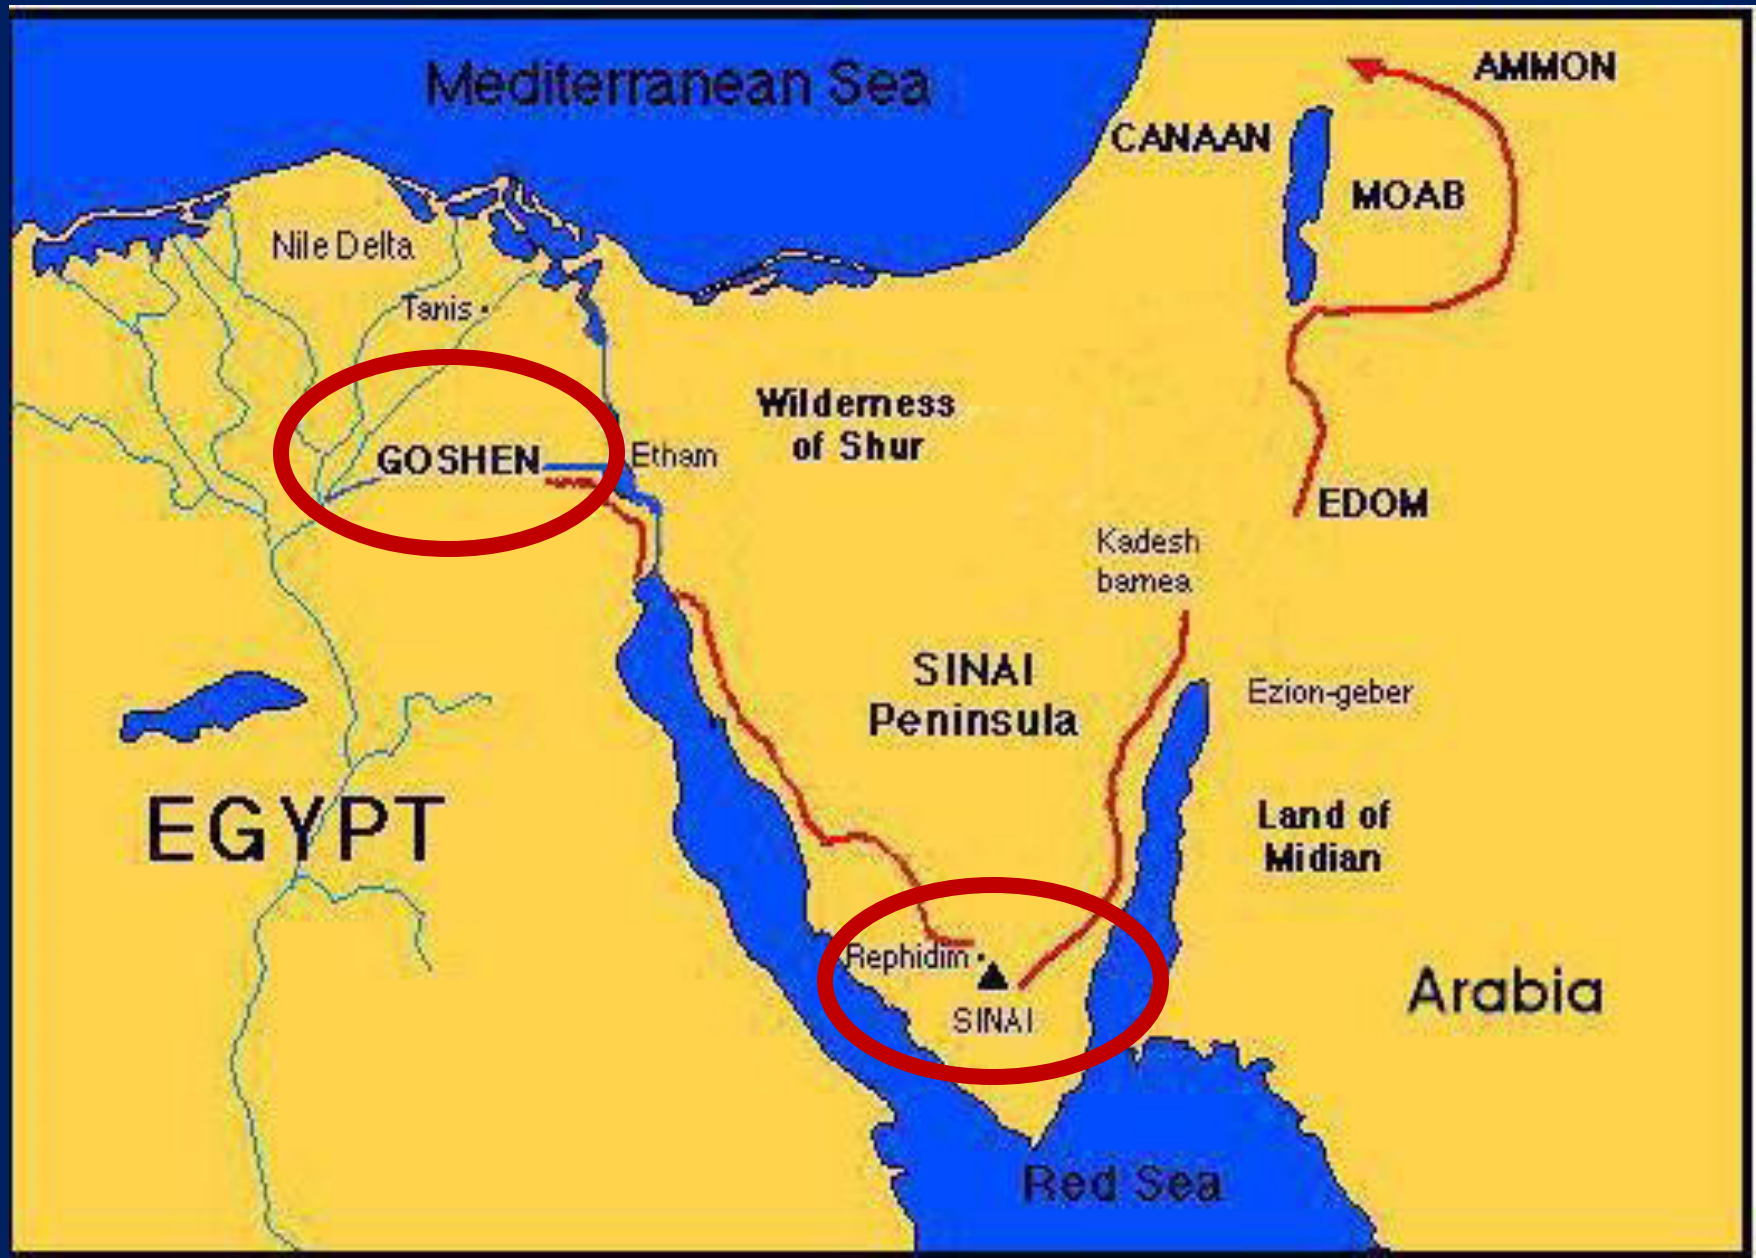 Mediterranean Sea
AMMON
CANAAN
MOAB
Nile Delta
Tanis
Wilderness
of Shur
GOSHEN
Etham
EDOM
Kadesh
barnea
SINAI
Peninsula
Ezion-geber
EGYPT
Land of
Midian
Rephidim
SINAI
Arabia
Red Sea